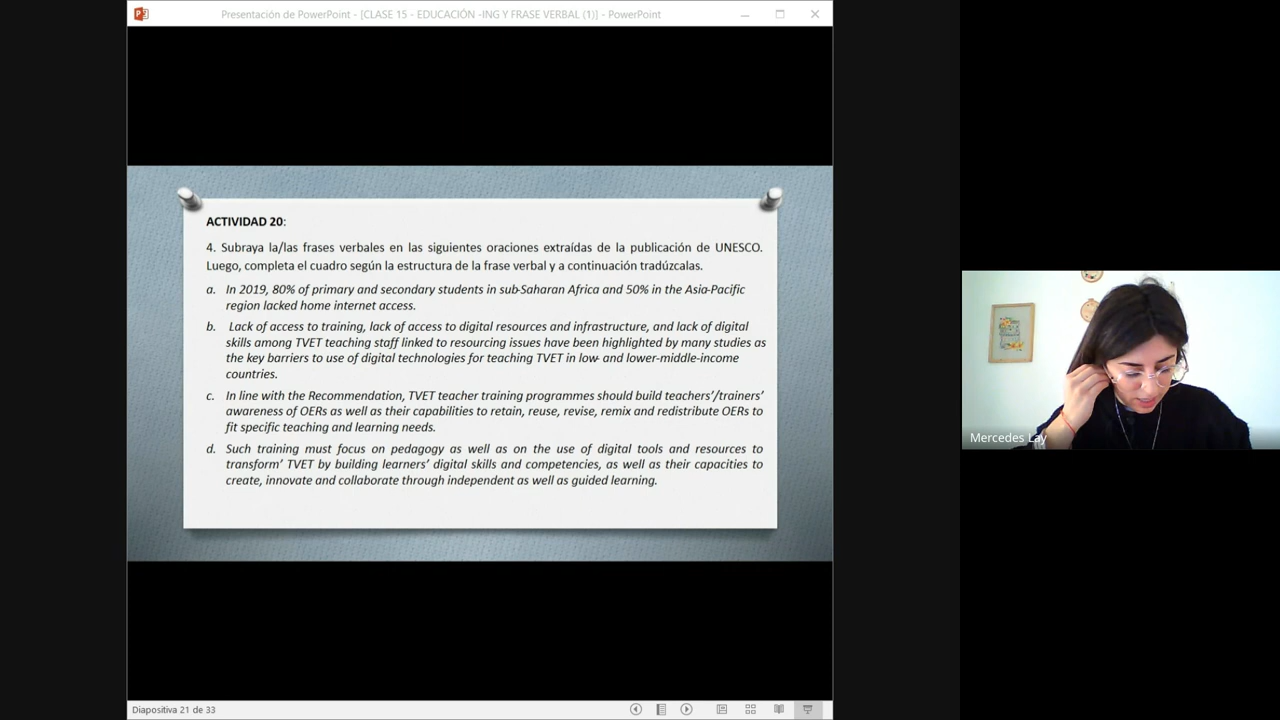 Presentación de PowerPoint - [CLASE 15 - EDUCACIÓN -ING Y FRASE VERBAL (1)] - PowerPoint
ACTIVIDAD 20:
4. Subraya la/las frases verbales en las siguientes oraciones extraídas de la publicación de UNESCO.
Luego, completa el cuadro según la estructura de la frase verbal y a continuación tradúzcalas.
a. In 2019, 80% of primary and secondary students in sub-Saharan Africa and 50% in the Asia-Pacific
region lacked home internet access.
b. Lack of access to training, lack of access to digital resources and infrastructure, and lack of digital
skills among TVET teaching staff linked to resourcing issues have been highlighted by many studies as
the key barriers to use of digital technologies for teaching TVET in low- and lower-middle-income
countries.
c. In line with the Recommendation, TVET teacher training programmes should build teachers’/trainers’
awareness of OERs as well as their capabilities to retain, reuse, revise, remix and redistribute OERs to
fit specific teaching and learning needs.
d. Such training must focus on pedagogy as well as on the use of digital tools and resources to
transform’ TVET by building learners’ digital skills and competencies, as well as their capacities to
create, innovate and collaborate through independent as well as guided learning.
Mercedes Lay
Diapositiva 21 de 33